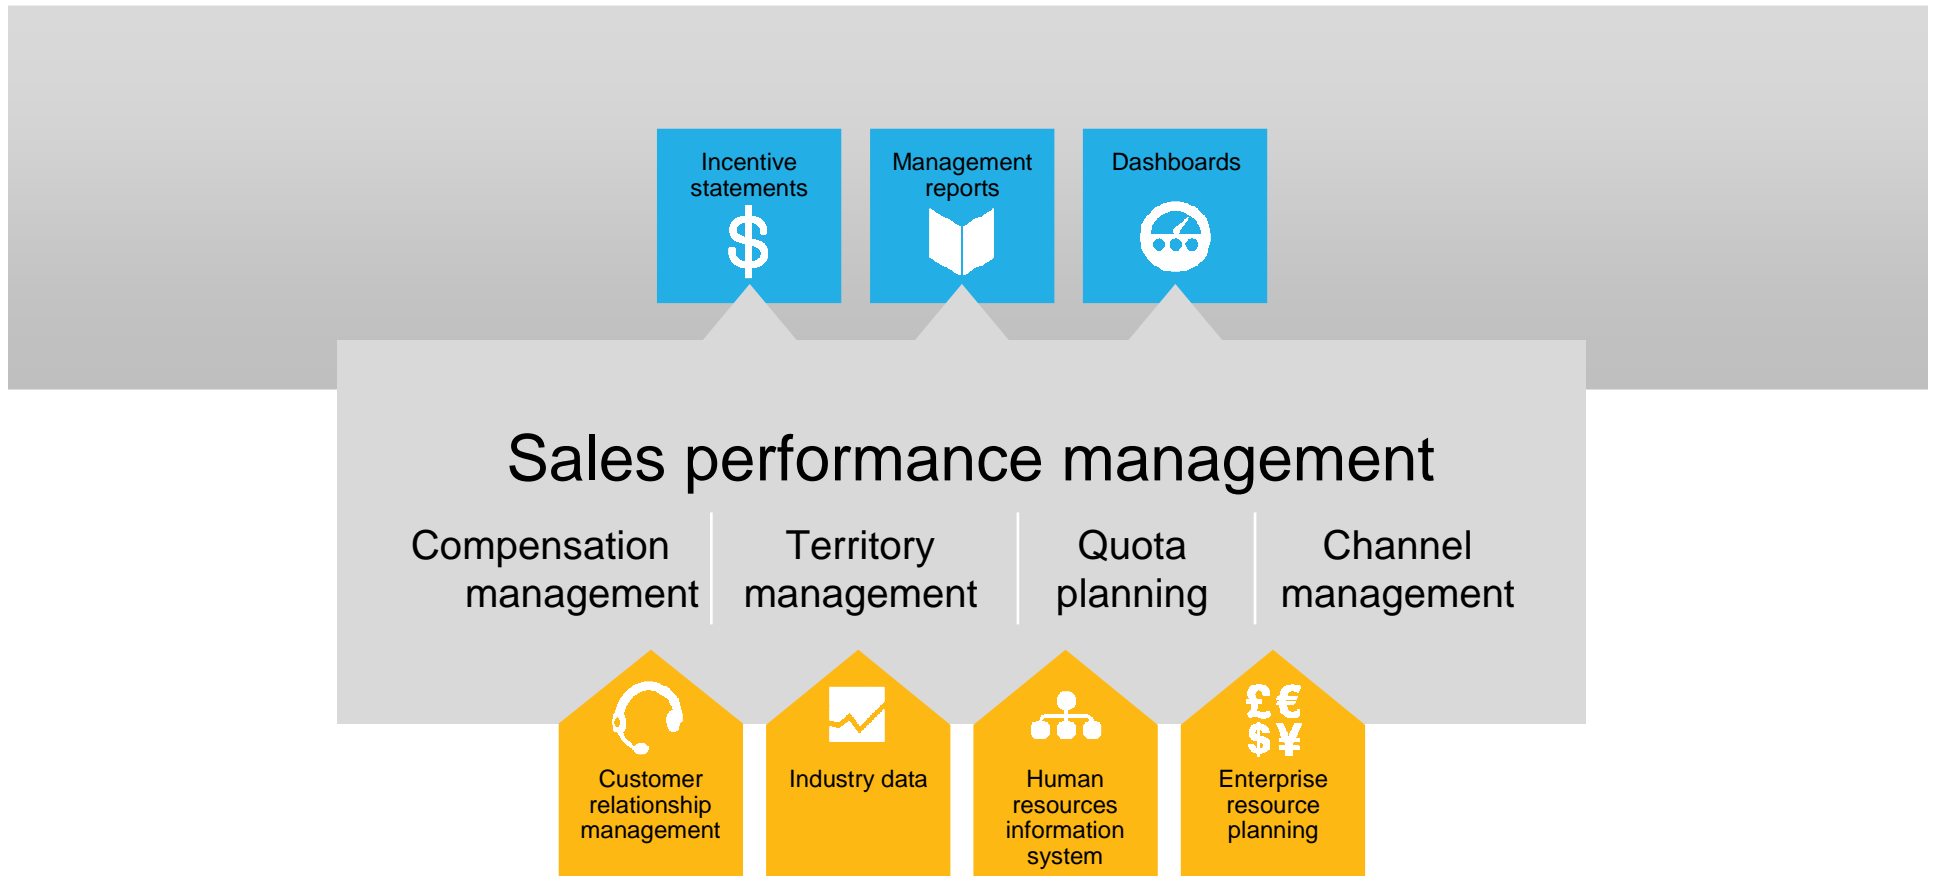 Incentive
statements
Management
reports
Dashboards
$
Sales performance management
Compensation
management
Territory
management
Quota
planning
Channel
management
£€
$¥
Customer
relationship
management
Industry data
Human
resources
information
system
Enterprise
resource
planning